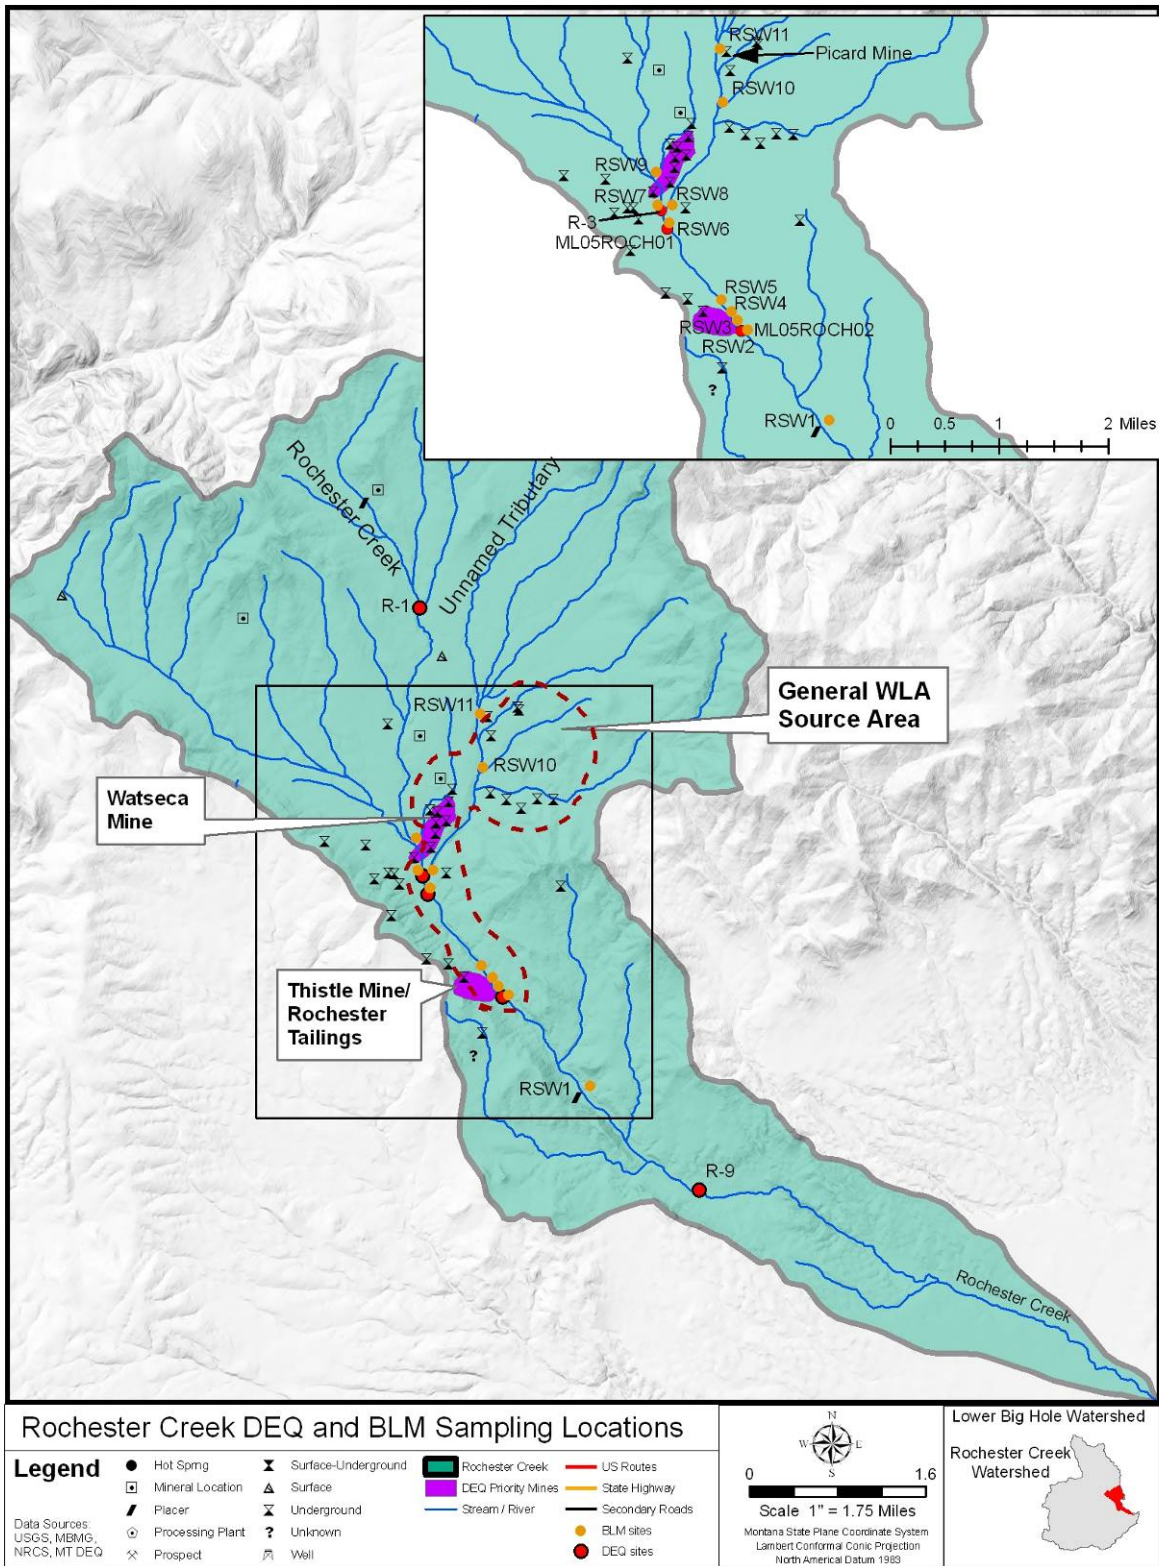 RSW11
Picard Mine
RSW10
RSW9
RSW7
RSW8
R-3
RSW6
ML05ROCH01
RSW5
RSW4
RSW3
ML05ROCH02
RSW2
?
RSW1
0 0.5 1 2 Miles
Rochester Creek
Unnamed Tributary
R-1
General WLA
Source Area
RSW11
RSW10
Watseca
Mine
Thistle Mine/
Rochester
Tailings
?
RSW1
R-9
Rochester Creek
Rochester Creek DEQ and BLM Sampling Locations
Legend
Data Sources:
USGS, MBMG,
NRCS, MT DEQ
Hot Spring
Mineral Location
Placer
Processing Plant
Prospect
Surface-Underground
Surface
Underground
? Unknown
Well
Rochester Creek
DEQ Priority Mines
Stream / River
US Routes
State Highway
Secondary Roads
BLM sites
DEQ sites
N
W E
S
0 1.6
Scale 1" = 1.75 Miles
Montana State Plane Coordinate System
Lambert Conformal Conic Projection
North Americal Datum 1983
Lower Big Hole Watershed
Rochester Creek
Watershed